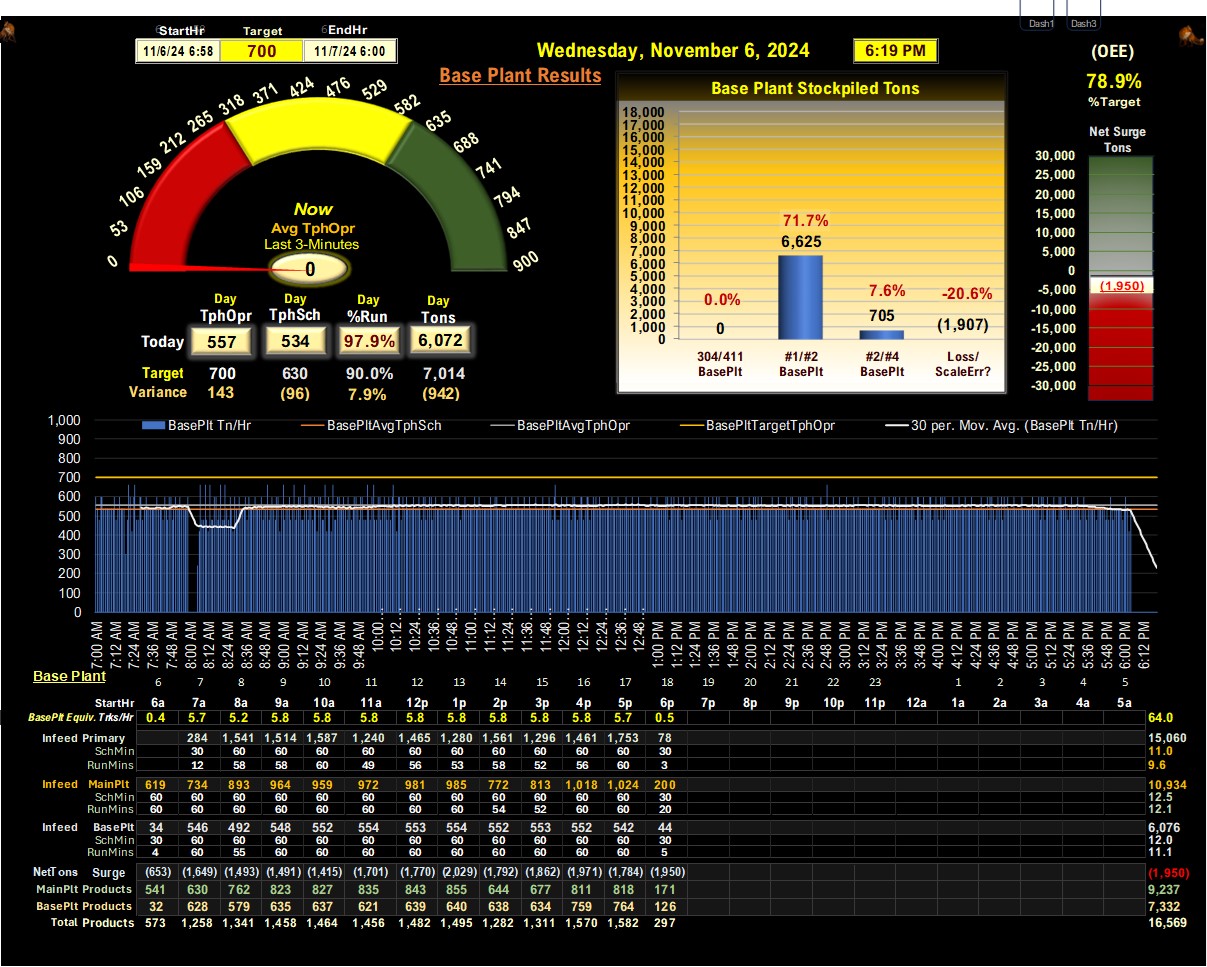 Dash1 Dash3
StartHr Target EndHr
11/6/24 6:58 700 11/7/24 6:00
Wednesday, November 6, 2024 6:19 PM
(OEE)
78.9%
%Target
Base Plant Results
0 53 106 159 212 265 318 371 424 476 529 582 635 688 741 794 847 900
Now
Avg TphOpr
Last 3-Minutes
0
Day Day Day Day
TphOpr TphSch %Run Tons
Today 557 534 97.9% 6,072
Target 700 630 90.0% 7,014
Variance 143 (96) 7.9% (942)
Base Plant Stockpiled Tons
18,000
17,000
16,000
15,000
14,000
13,000
12,000
11,000
10,000
9,000
8,000
7,000
6,000
5,000
4,000
3,000
2,000
1,000
0
0.0% 71.7% 7.6% -20.6%
0 6,625 705 (1,907)
304/411 #1/#2 #2/#4 Loss/
BasePlt BasePlt BasePlt ScaleErr?
Net Surge
Tons
30,000
25,000
20,000
15,000
10,000
5,000
0
-5,000
-10,000
-15,000
-20,000
-25,000
-30,000
(1,950)
BasePlt Tn/Hr BasePltAvgTphSch BasePltAvgTphOpr BasePltTargetTphOpr 30 per. Mov. Avg. (BasePlt Tn/Hr)
1,000
900
800
700
600
500
400
300
200
100
0
7:00 AM 7:12 AM 7:24 AM 7:36 AM 7:48 AM 8:00 AM 8:12 AM 8:24 AM 8:36 AM 8:48 AM 9:00 AM 9:12 AM 9:24 AM 9:36 AM 9:48 AM 10:00.. 10:12.. 10:24.. 10:36.. 10:48.. 11:00.. 11:12.. 11:24.. 11:36.. 11:48.. 12:00.. 12:12.. 12:24.. 12:36.. 12:48.. 1:00 PM 1:12 PM 1:24 PM 1:36 PM 1:48 PM 2:00 PM 2:12 PM 2:24 PM 2:36 PM 2:48 PM 3:00 PM 3:12 PM 3:24 PM 3:36 PM 3:48 PM 4:00 PM 4:12 PM 4:24 PM 4:36 PM 4:48 PM 5:00 PM 5:12 PM 5:24 PM 5:36 PM 5:48 PM 6:00 PM 6:12 PM
Base Plant 6 7 8 9 10 11 12 13 14 15 16 17 18 19 20 21 22 23 1 2 3 4 5
StartHr 6a 7a 8a 9a 10a 11a 12p 1p 2p 3p 4p 5p 6p 7p 8p 9p 10p 11p 12a 1a 2a 3a 4a 5a
BasePlt Equiv. Trks/Hr 0.4 5.7 5.2 5.8 5.8 5.8 5.8 5.8 5.8 5.8 5.8 5.7 0.5 64.0
Infeed Primary 284 1,541 1,514 1,587 1,240 1,465 1,280 1,561 1,296 1,461 1,753 78 15,060
SchMin 30 60 60 60 60 60 60 60 60 60 60 30 11.0
RunMins 12 58 58 60 49 56 53 58 52 56 60 3 9.6
Infeed MainPlt 619 734 893 964 959 972 981 985 772 813 1,018 1,024 200 10,934
SchMin 60 60 60 60 60 60 60 60 60 60 60 60 30 12.5
RunMins 60 60 60 60 60 60 60 60 54 52 60 60 20 12.1
Infeed BasePlt 34 546 492 548 552 554 553 554 552 553 552 542 44 6,076
SchMin 30 60 60 60 60 60 60 60 60 60 60 60 30 12.0
RunMins 4 60 55 60 60 60 60 60 60 60 60 60 5 11.1
NetTons Surge (653) (1,649) (1,493) (1,491) (1,415) (1,701) (1,770) (2,029) (1,792) (1,862) (1,971) (1,784) (1,950) (1,950)
MainPlt Products 541 630 762 823 827 835 843 855 644 677 811 818 171 9,237
BasePlt Products 32 628 579 635 637 621 639 640 638 634 759 764 126 7,332
Total Products 573 1,258 1,341 1,458 1,464 1,456 1,482 1,495 1,282 1,311 1,570 1,582 297 16,569